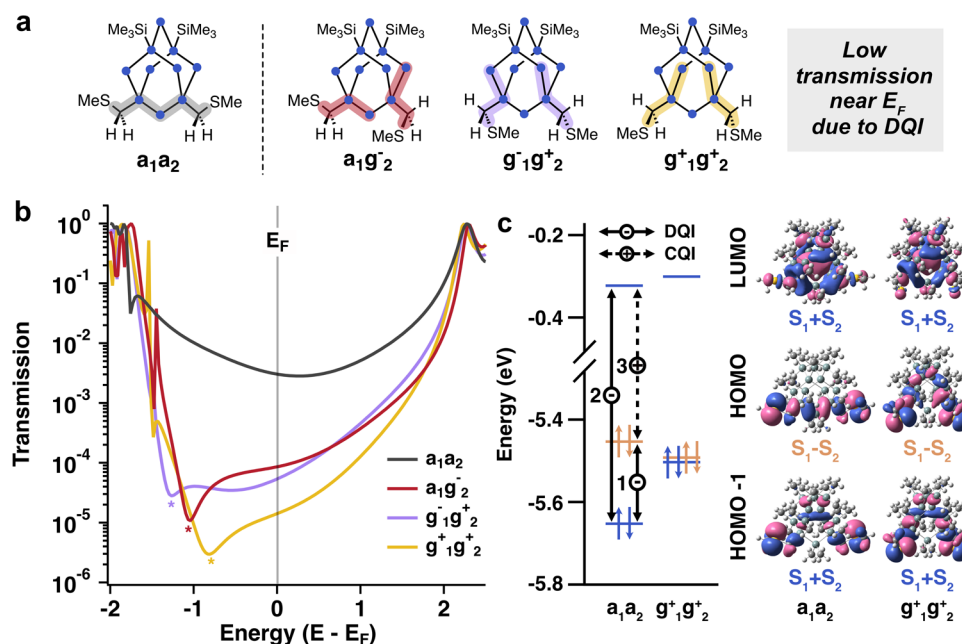 a
Me3Si SiMe3
MeS SMe
H H H H
a1a2
Me3Si SiMe3
MeS H
H H MeS H
a1g-2
Me3Si SiMe3
H H
H SMe H SMe
g-1g+2
Me3Si SiMe3
H H
MeS H H SMe
g+1g+2
Low
transmission
near EF
due to DQI
b
Transmission
10^0
10^-1
10^-2
10^-3
10^-4
10^-5
10^-6
EF
a1a2
a1g-2
g-1g+2
g+1g+2
* * *
-2 -1 0 1 2
Energy (E - EF)
c
Energy (eV)
-0.2
-0.4
-5.4
-5.6
-5.8
DQI
CQI
2 3 1
a1a2 g+1g+2
LUMO
S1+S2 S1+S2
HOMO
S1-S2 S1-S2
HOMO -1
S1+S2 S1+S2
a1a2 g+1g+2